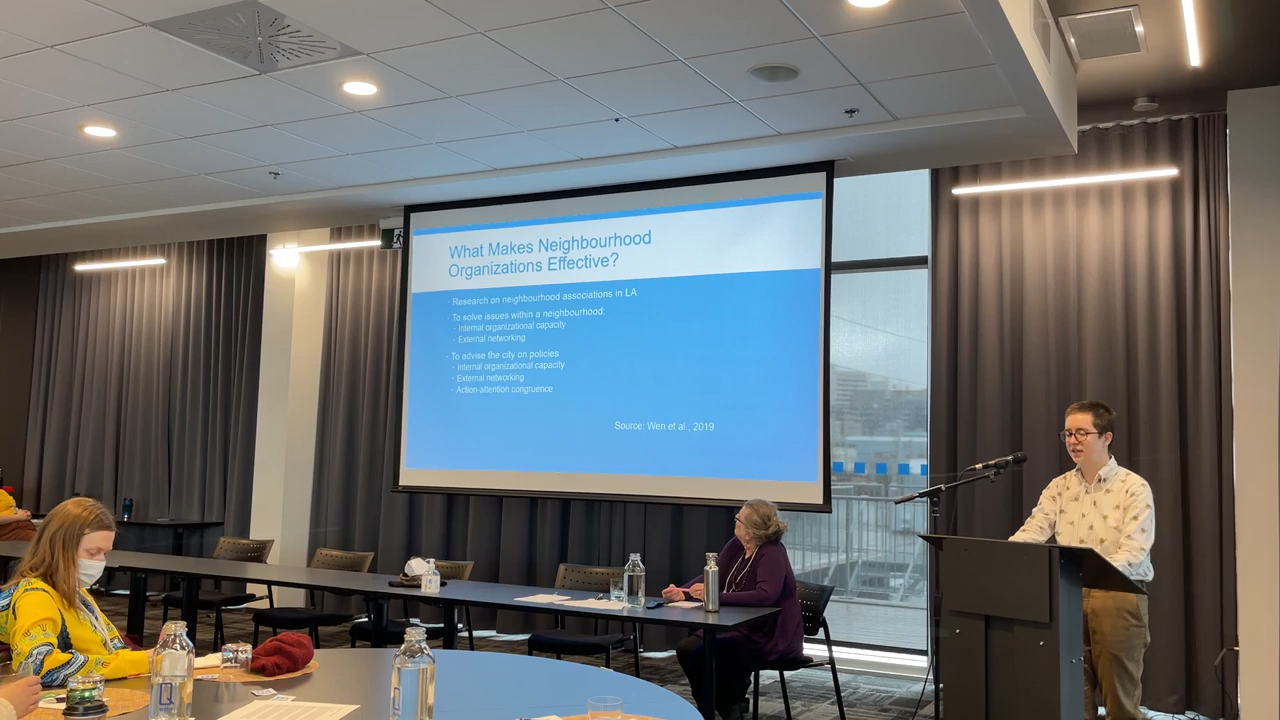 What Makes Neighbourhood
Organizations Effective?
· Research on neighbourhood associations in LA
· To solve issues within a neighbourhood:
· Internal organizational capacity
· External networking
· To advise the city on policies
· Internal organizational capacity
· External networking
· Action-attention congruence
Source: Wen et al., 2019
Q